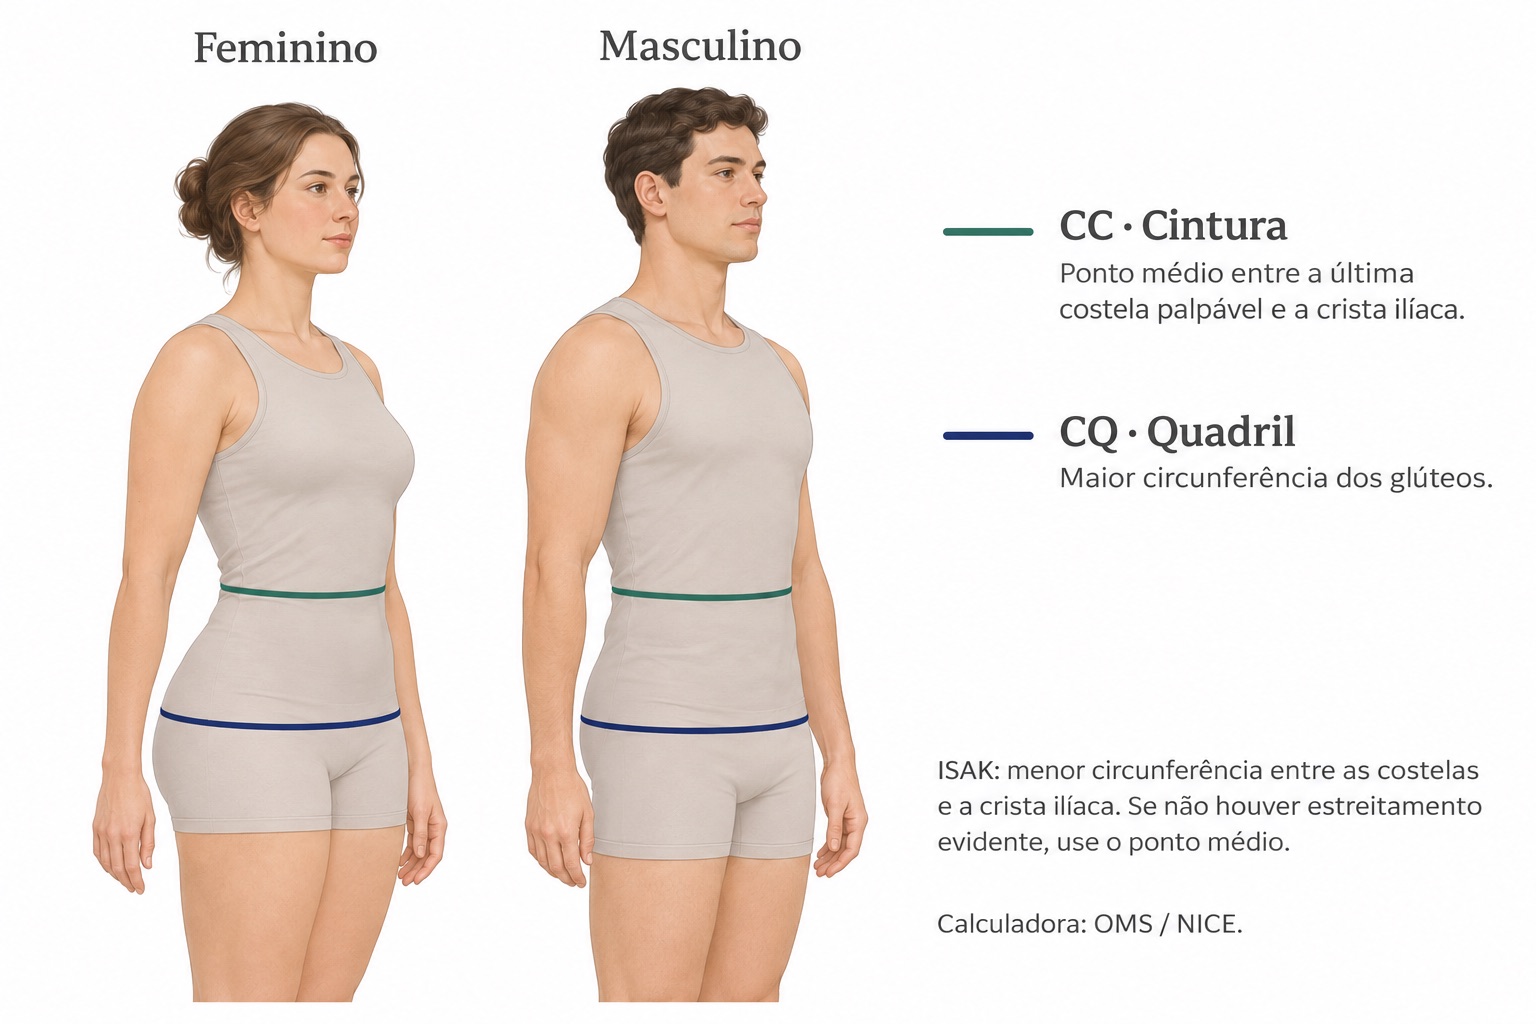 Feminino
Masculino
CC · Cintura
Ponto médio entre a última
costela palpável e a crista ilíaca.
CQ · Quadril
Maior circunferência dos glúteos.
ISAK: menor circunferência entre as costelas
e a crista ilíaca. Se não houver estreitamento
evidente, use o ponto médio.
Calculadora: OMS / NICE.